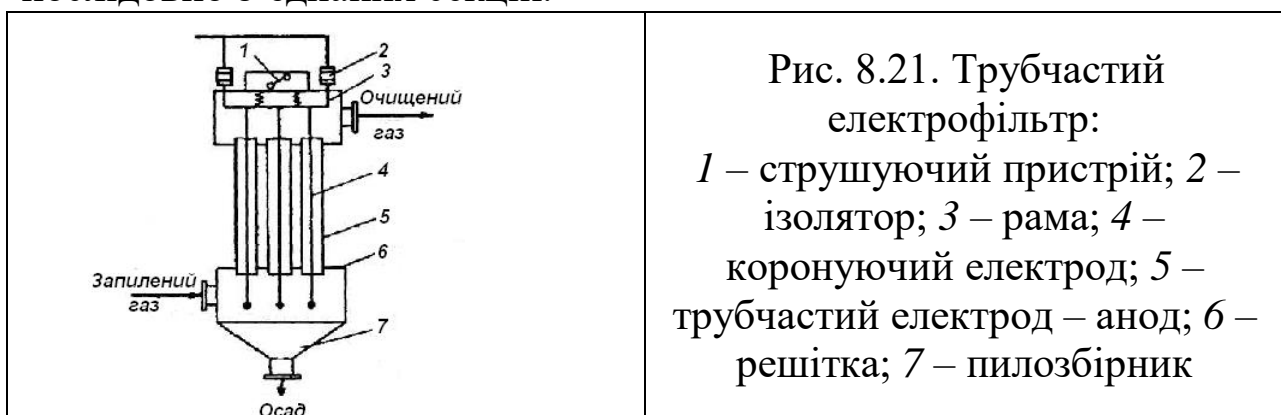 1
2
3
Очищений
газ
4
5
6
Запилений
газ
7
Осад
Рис. 8.21. Трубчастий
електрофільтр:
1 – струшуючий пристрій; 2 –
ізолятор; 3 – рама; 4 –
коронуючий електрод; 5 –
трубчастий електрод – анод; 6 –
решітка; 7 – пилозбірник